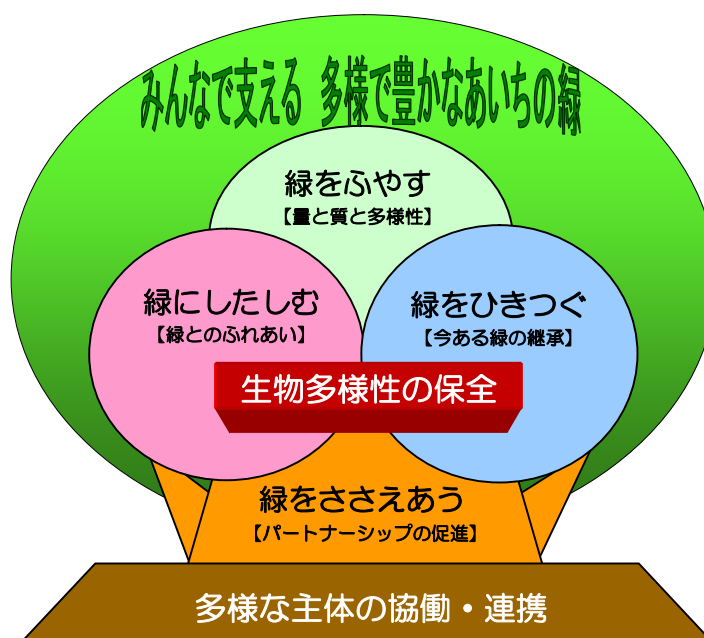 みんなで支える 多様で豊かなあいちの緑
緑をふやす
【量と質と多様性】
緑にしたしむ
【緑とのふれあい】
緑をひきつぐ
【今ある緑の継承】
生物多様性の保全
緑をささえあう
【パートナーシップの促進】
多様な主体の協働・連携